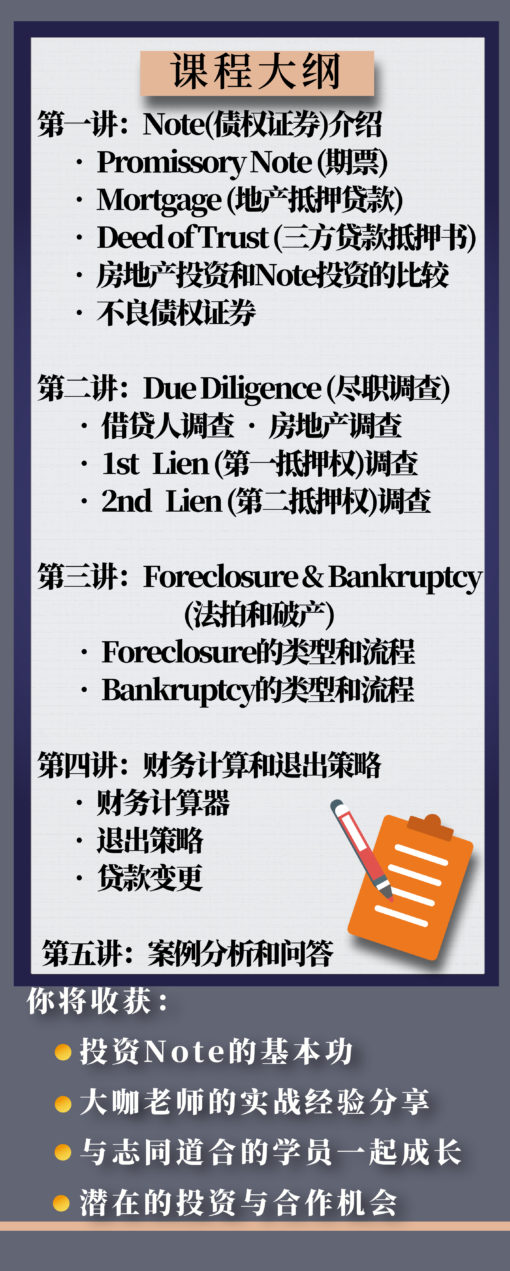 课程大纲
第一讲：Note(债权证券)介绍
· Promissory Note (期票)
· Mortgage (地产抵押贷款)
· Deed of Trust (三方贷款抵押书)
· 房地产投资和Note投资的比较
· 不良债权证券
第二讲：Due Diligence (尽职调查)
· 借贷人调查 · 房地产调查
· 1st Lien (第一抵押权)调查
· 2nd Lien (第二抵押权)调查
第三讲：Foreclosure & Bankruptcy
(法拍和破产)
· Foreclosure的类型和流程
· Bankruptcy的类型和流程
第四讲：财务计算和退出策略
· 财务计算器
· 退出策略
· 贷款变更
第五讲：案例分析和问答
你将收获：
投资Note的基本功
大咖老师的实战经验分享
与志同道合的学员一起成长
潜在的投资与合作机会